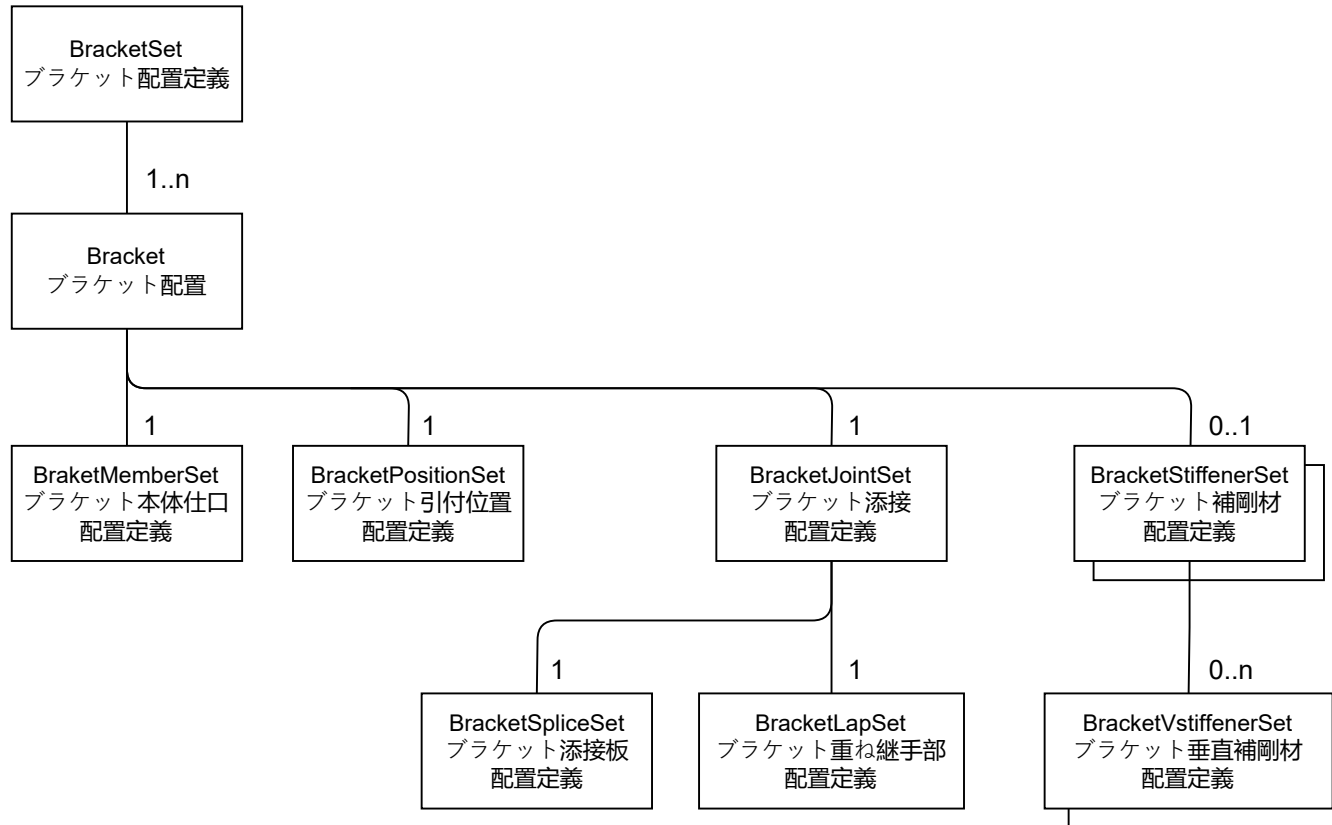 BracketSet
ブラケット配置定義
1..n
Bracket
ブラケット配置
1
1
1
0..1
BraketMemberSet
ブラケット本体仕口
配置定義
BracketPositionSet
ブラケット引付位置
配置定義
BracketJointSet
ブラケット添接
配置定義
BracketStiffenerSet
ブラケット補剛材
配置定義
1
1
0..n
BracketSpliceSet
ブラケット添接板
配置定義
BracketLapSet
ブラケット重ね継手部
配置定義
BracketVstiffenerSet
ブラケット垂直補剛材
配置定義